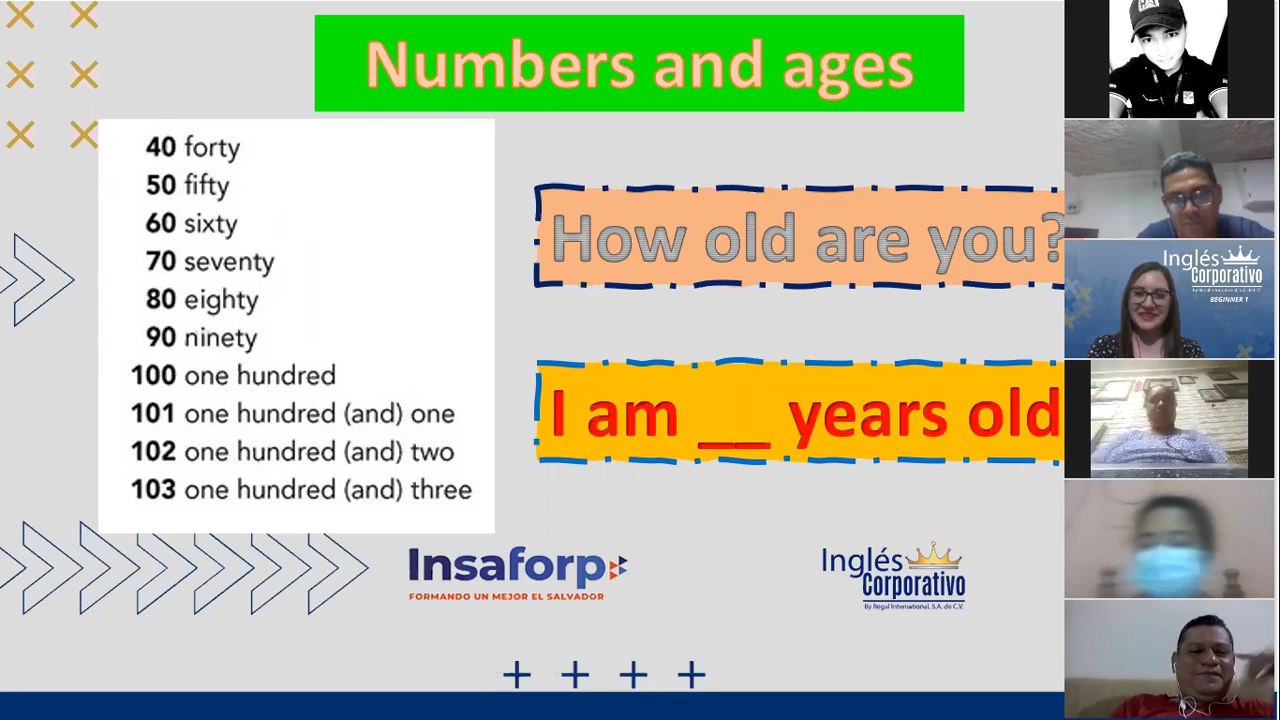 Numbers and ages
40 forty
50 fifty
60 sixty
70 seventy
80 eighty
90 ninety
100 one hundred
101 one hundred (and) one
102 one hundred (and) two
103 one hundred (and) three
How old are you?
I am __ years old
Insaforp
FORMANDO UN MEJOR EL SALVADOR
Inglés
Corporativo
By Regal International, S.A. de C.V.
Inglés
Corporativo
BEGINNER 1